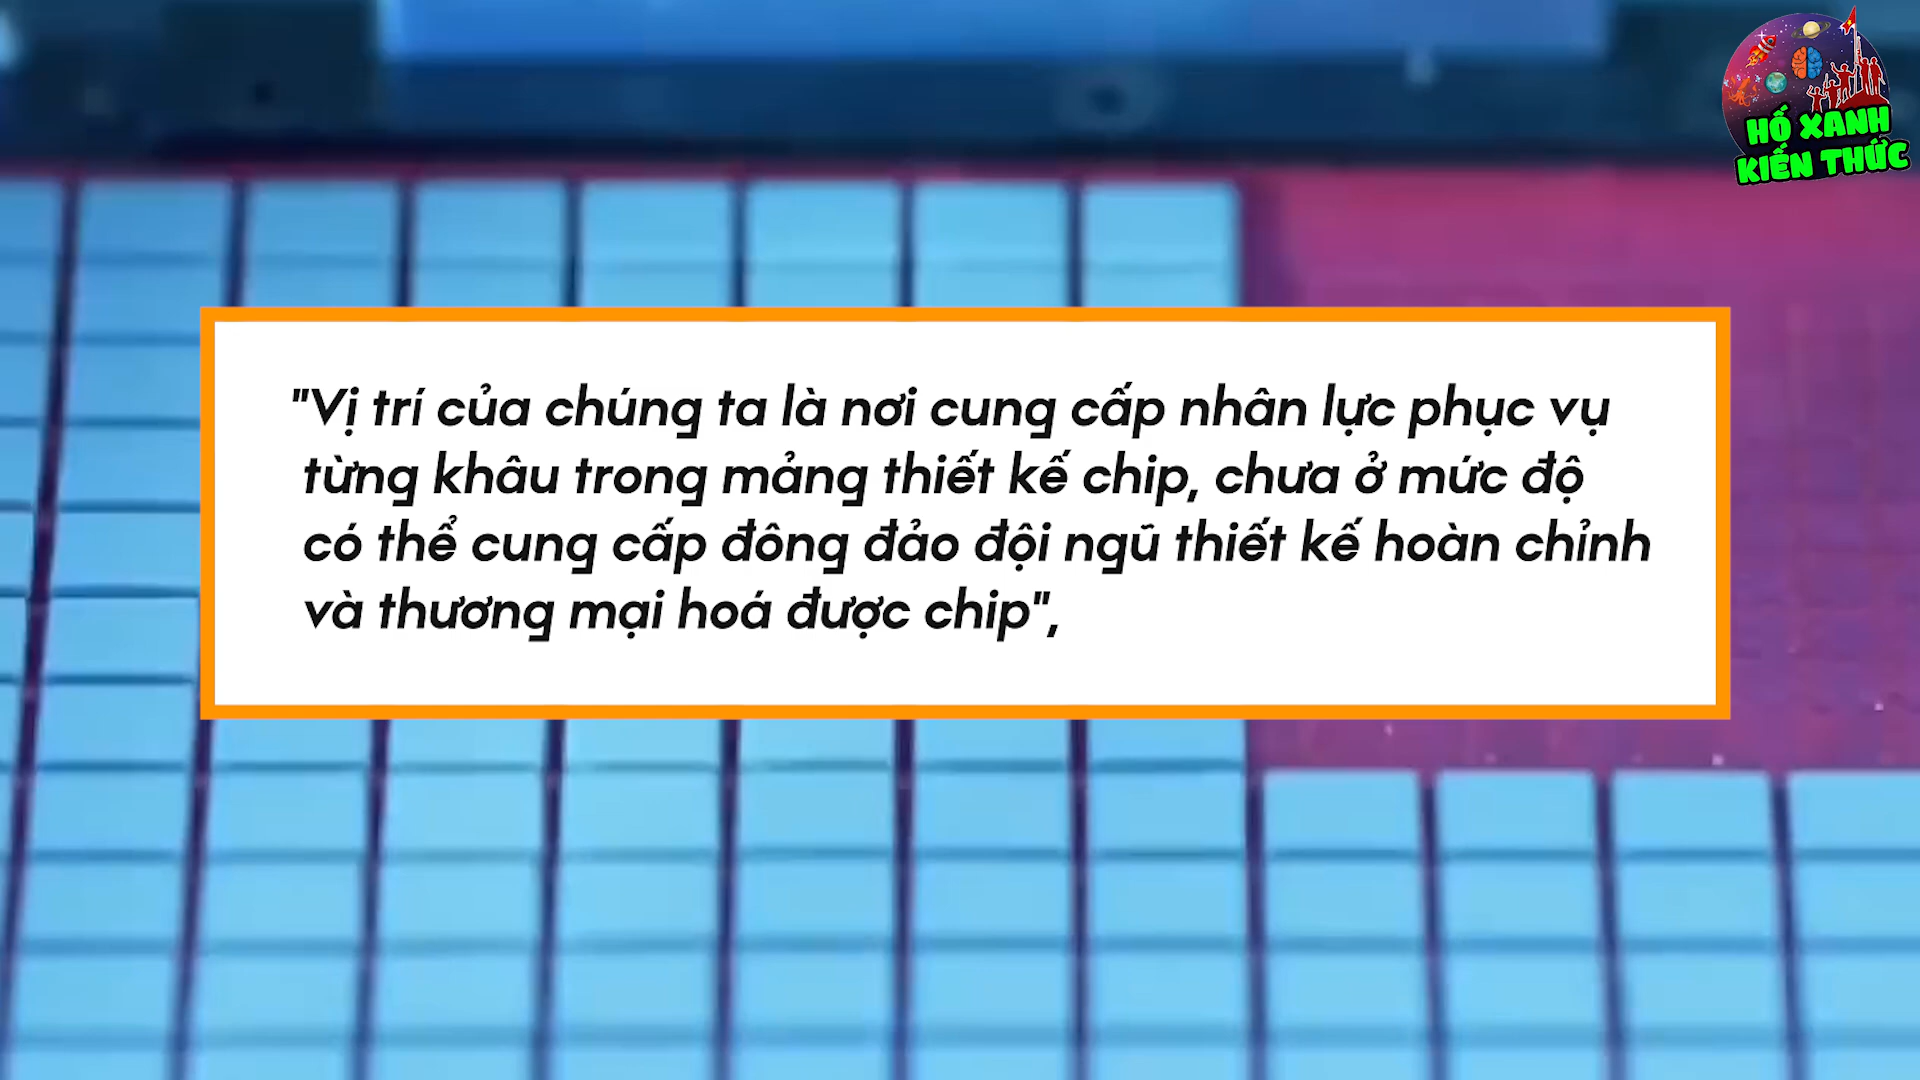 HỐ XANH
KIẾN THỨC
"Vị trí của chúng ta là nơi cung cấp nhân lực phục vụ
từng khâu trong mảng thiết kế chip, chưa ở mức độ
có thể cung cấp đông đảo đội ngũ thiết kế hoàn chỉnh
và thương mại hoá được chip",